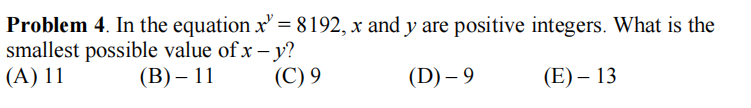 Problem 4. In the equation xʸ = 8192, x and y are positive integers. What is the
smallest possible value of x – y?
(A) 11 (B) – 11 (C) 9 (D) – 9 (E) – 13